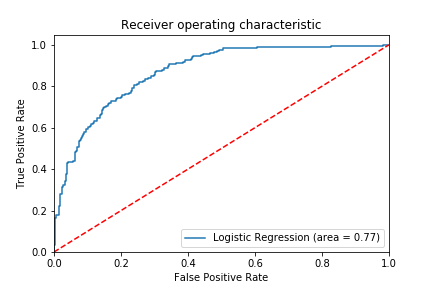 Receiver operating characteristic
1.0
0.8
0.6
0.4
0.2
0.0
True Positive Rate
Logistic Regression (area = 0.77)
0.0 0.2 0.4 0.6 0.8 1.0
False Positive Rate